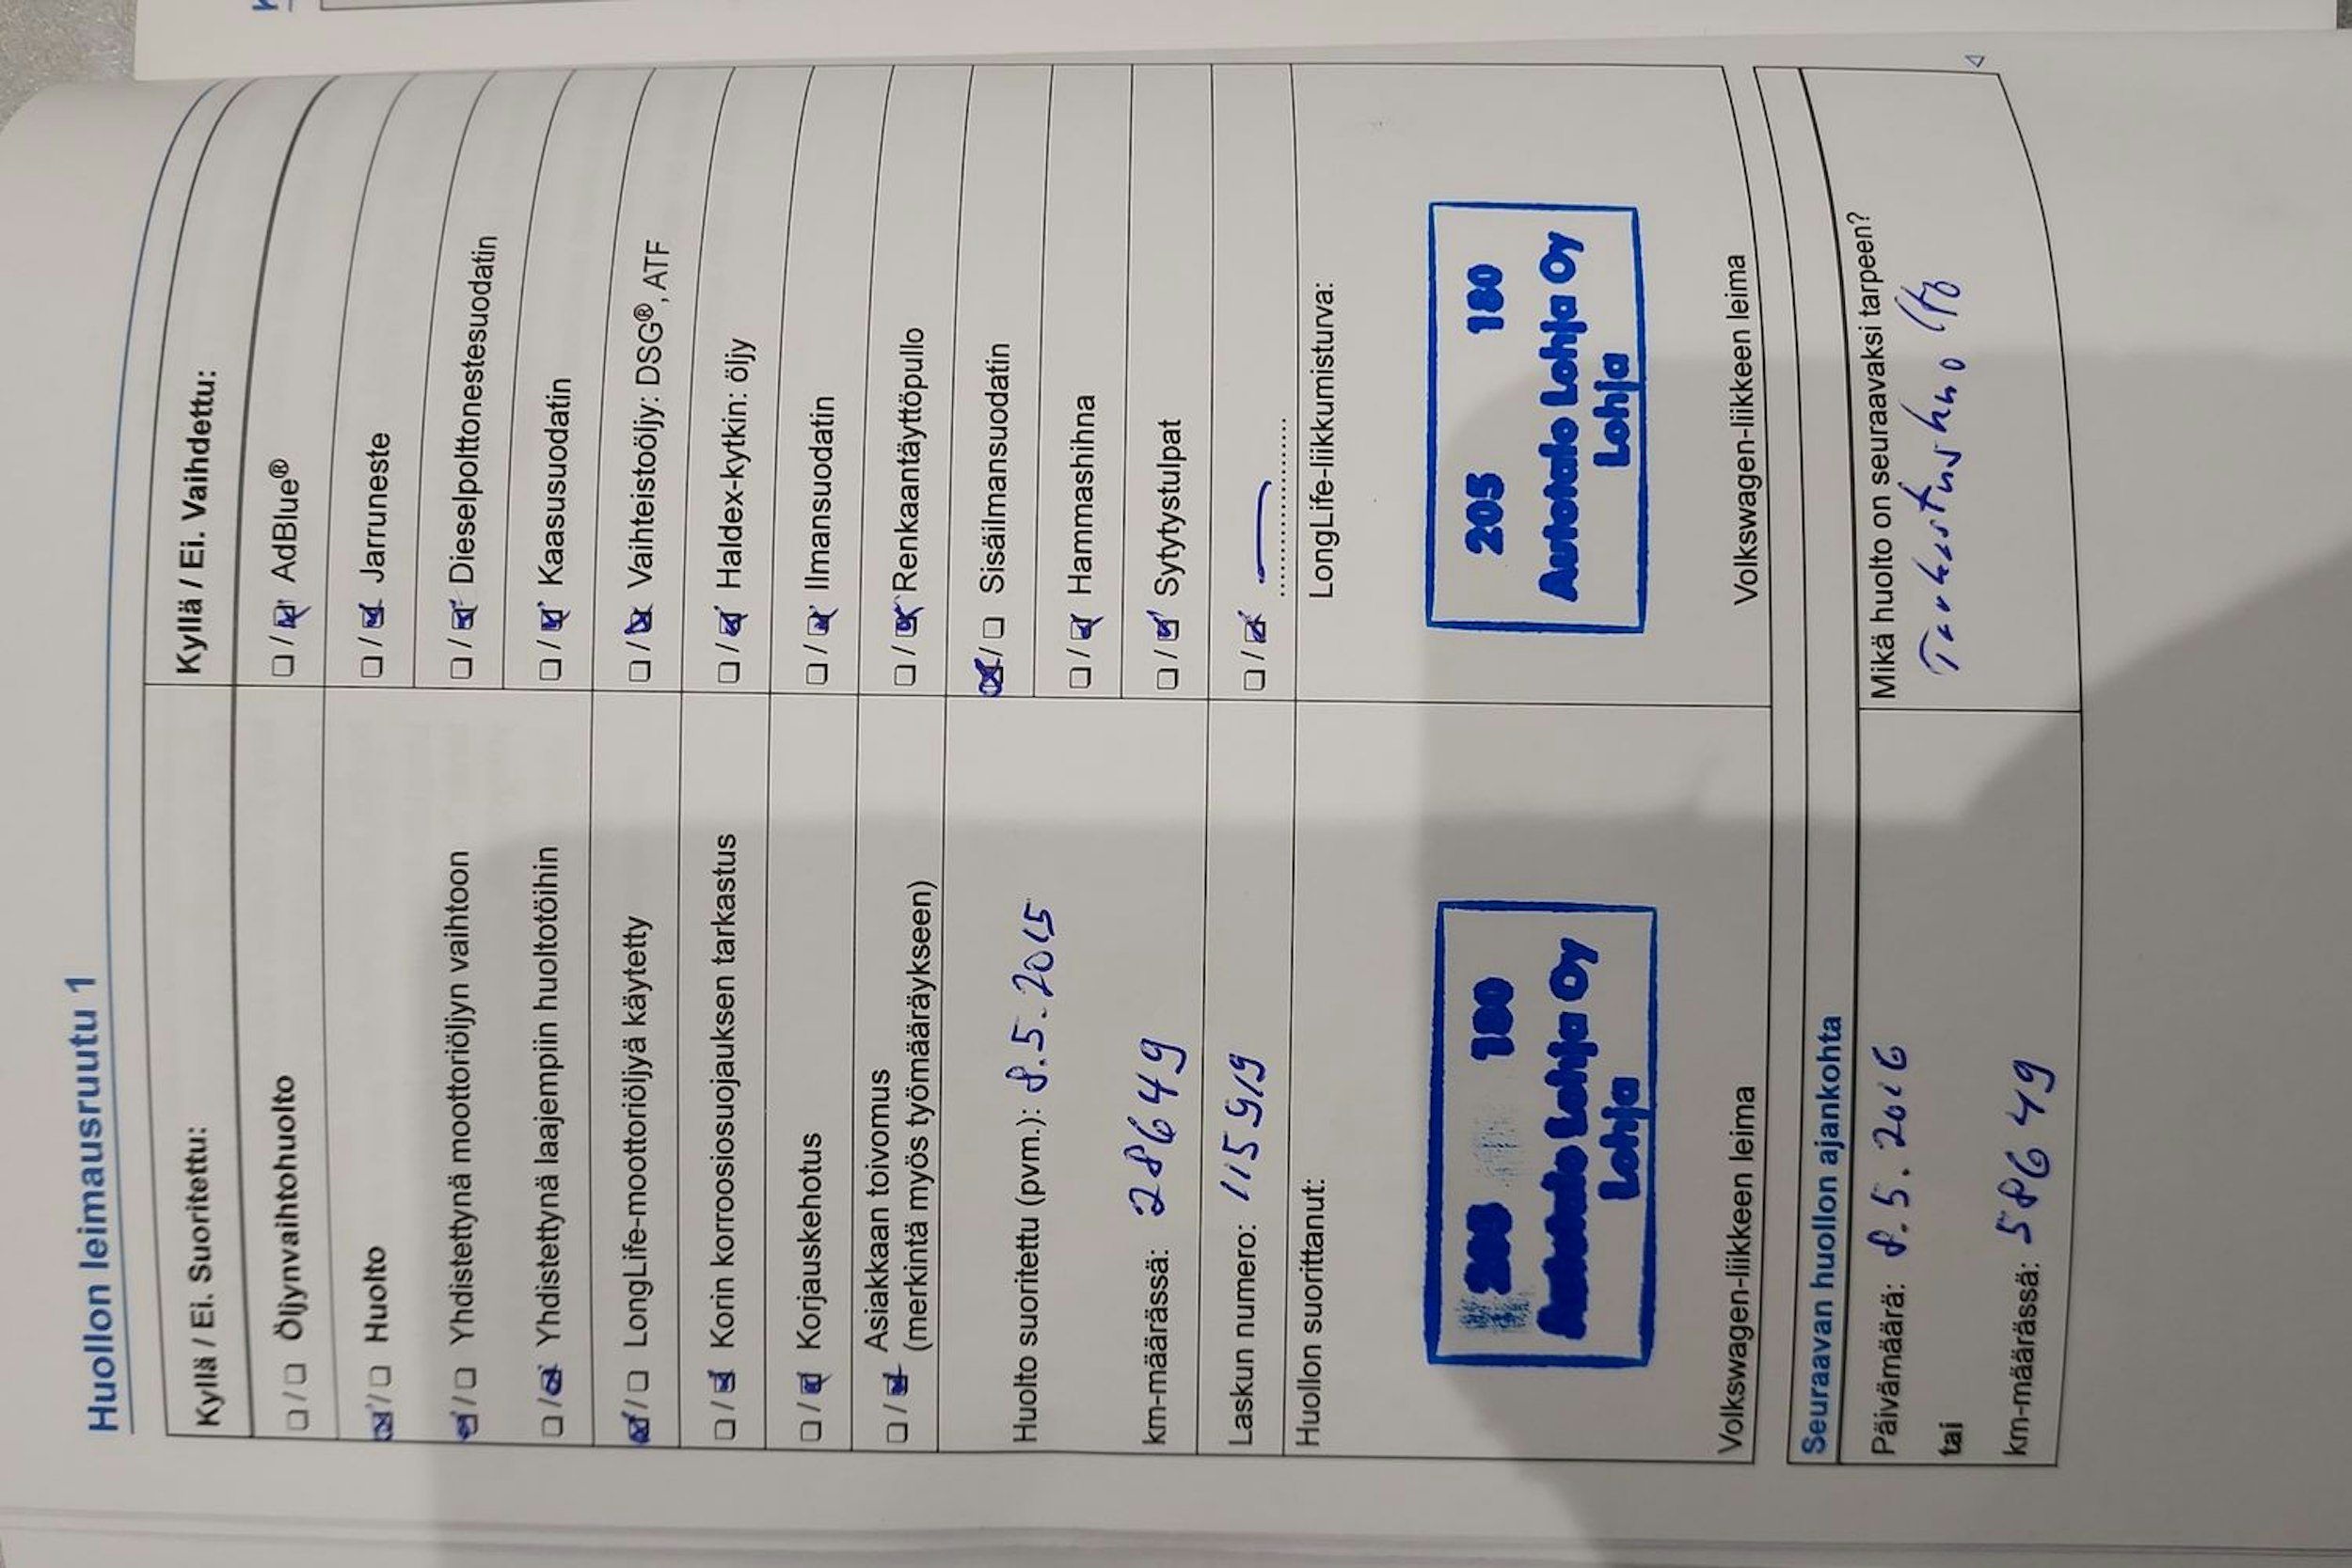 Huollon leimausruutu 1
Kyllä / Ei. Suoritettu:
Öljynvaihtohuolto
Huolto
Yhdistettynä moottoriöljyn vaihtoon
Yhdistettynä laajempiin huoltotöihin
LongLife-moottoriöljyä käytetty
Korin korroosiosuojauksen tarkastus
Korjauskehotus
Asiakkaan toivomus
(merkintä myös työmääräykseen)
Huolto suoritettu (pvm.): 8.5.2015
km-määrässä: 28649
Laskun numero: 115919
Huollon suorittanut:
205 180
Autotalo Lohja Oy
Lohja
Volkswagen-liikkeen leima
Kyllä / Ei. Vaihdettu:
AdBlue®
Jarruneste
Dieselpolttonestesuodatin
Kaasusuodatin
Vaihteistoöljy: DSG®, ATF
Haldex-kytkin: öljy
Ilmansuodatin
Renkaantäyttöpullo
Sisäilmansuodatin
Hammashihna
Sytytystulpat
LongLife-liikkumisturva:
205 180
Autotalo Lohja Oy
Lohja
Volkswagen-liikkeen leima
Seuraavan huollon ajankohta
Päivämäärä: 8.5.2016
tai
km-määrässä: 58649
Mikä huolto on seuraavaksi tarpeen?